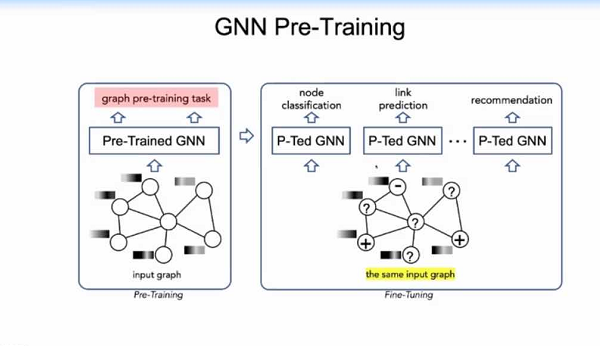 GNN Pre-Training
graph pre-training task
Pre-Trained GNN
input graph
Pre-Training
node
classification
link
prediction
recommendation
P-Ted GNN
P-Ted GNN
...
P-Ted GNN
-
?
?
?
+
+
?
the same input graph
Fine-Tuning